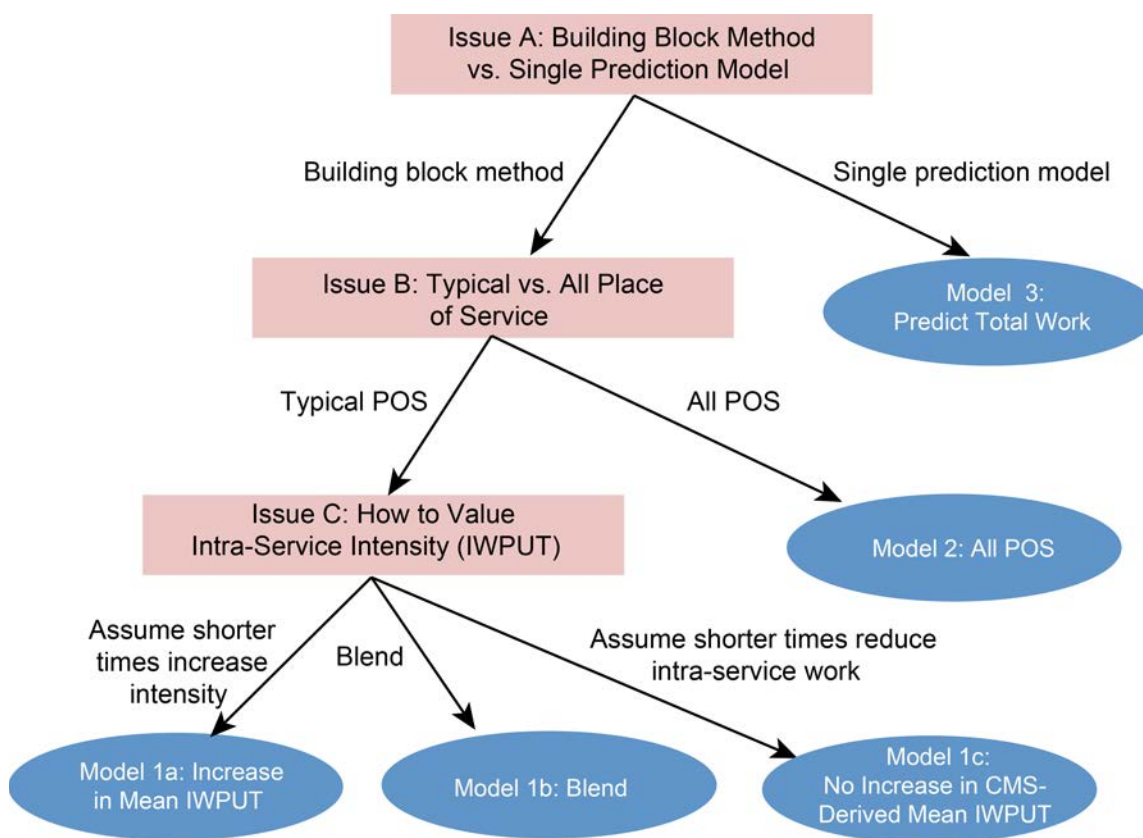 Issue A: Building Block Method
vs. Single Prediction Model
Building block method
Single prediction model
Issue B: Typical vs. All Place
of Service
Model 3:
Predict Total Work
Typical POS
All POS
Issue C: How to Value
Intra-Service Intensity (IWPUT)
Model 2: All POS
Assume shorter
times increase
intensity
Blend
Assume shorter times reduce
intra-service work
Model 1a: Increase
in Mean IWPUT
Model 1b: Blend
Model 1c:
No Increase in CMS-
Derived Mean IWPUT